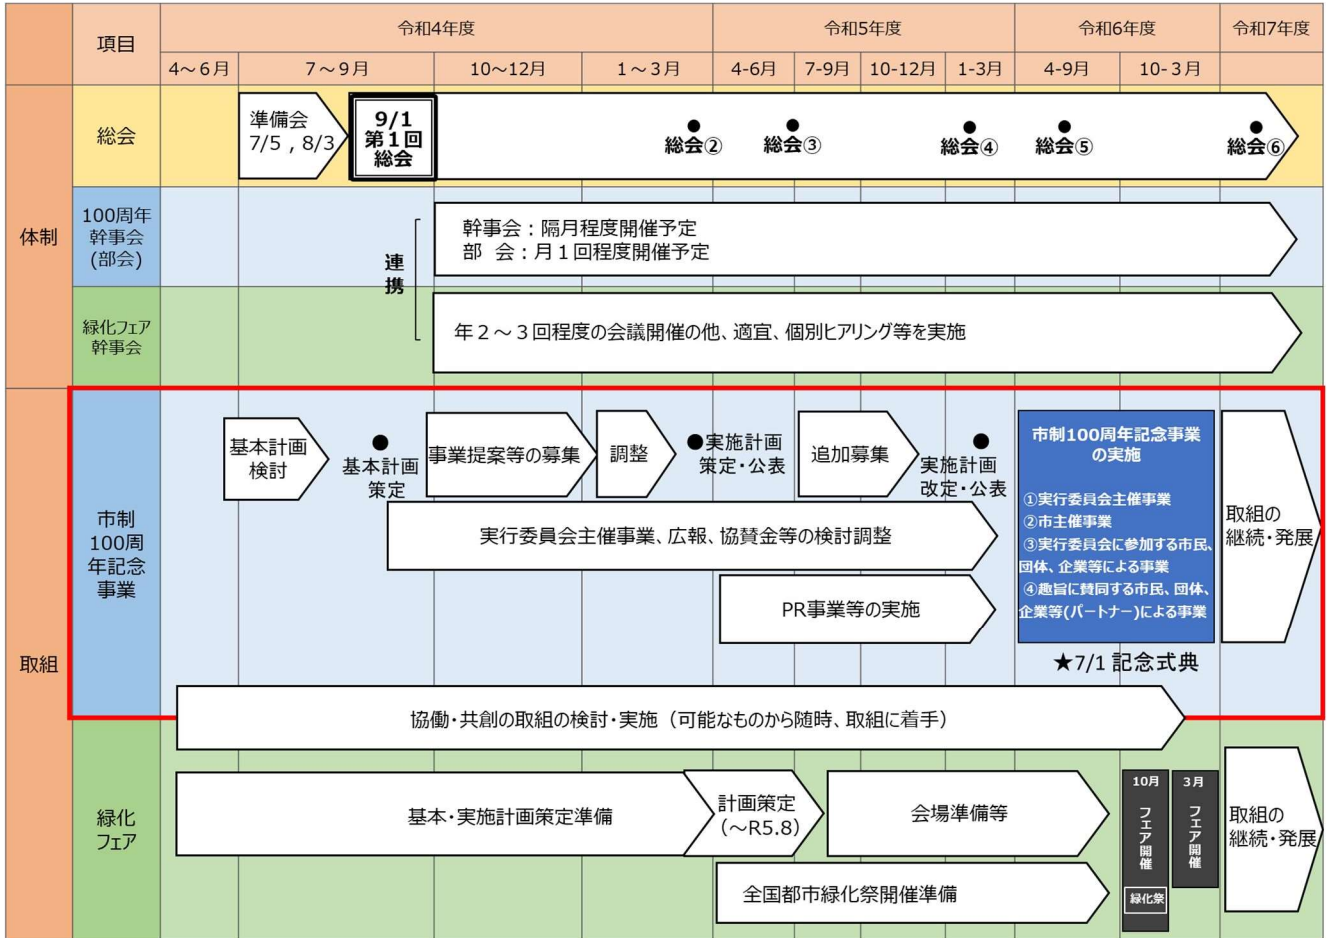 項目
令和4年度
令和5年度
令和6年度
令和7年度
4～6月
7～9月
10～12月
1～3月
4-6月
7-9月
10-12月
1-3月
4-9月
10-3月
体制
総会
準備会
7/5 , 8/3
9/1
第1回
総会
総会②
総会③
総会④
総会⑤
総会⑥
100周年
幹事会
(部会)
連携
幹事会：隔月程度開催予定
部 会：月1回程度開催予定
緑化フェア
幹事会
年2～3回程度の会議開催の他、適宜、個別ヒアリング等を実施
取組
市制
100周
年記念
事業
基本計画
検討
基本計画
策定
事業提案等の募集
調整
実施計画
策定・公表
追加募集
実施計画
改定・公表
市制100周年記念事業
の実施
①実行委員会主催事業
②市主催事業
③実行委員会に参加する市民、
団体、企業等による事業
④趣旨に賛同する市民、団体、
企業等(パートナー)による事業
取組の
継続・発展
実行委員会主催事業、広報、協賛金等の検討調整
PR事業等の実施
★7/1 記念式典
協働・共創の取組の検討・実施（可能なものから随時、取組に着手）
緑化
フェア
基本・実施計画策定準備
計画策定
(～R5.8)
会場準備等
10月
フェア開催
緑化祭
3月
フェア開催
取組の
継続・発展
全国都市緑化祭開催準備